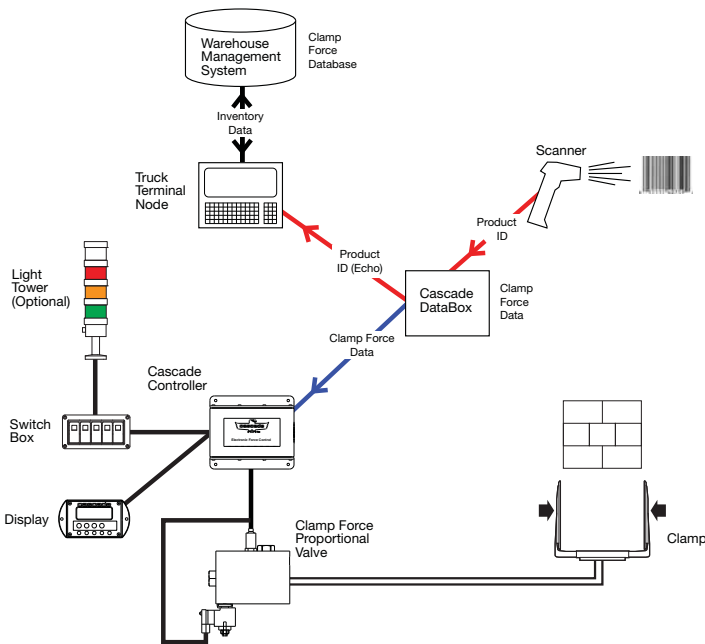 Warehouse
Management
System
Clamp
Force
Database
Inventory
Data
Scanner
Truck
Terminal
Node
Product
ID
Product
ID (Echo)
Light
Tower
(Optional)
Cascade
DataBox
Clamp
Force
Data
Clamp Force
Data
Cascade
Controller
cascade
Electronic Force Control
Switch
Box
Display
cascade
Clamp Force
Proportional
Valve
Clamp